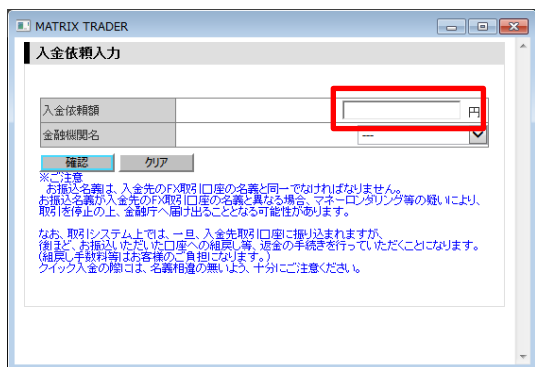 MATRIX TRADER
入金依頼入力
入金依頼額 円
金融機関名 ---
確認 クリア
※ご注意
お振込名義は、入金先のFX取引口座の名義と同一でなければなりません。
お振込名義が入金先のFX取引口座の名義と異なる場合、マネーロンダリング等の疑いにより、
取引を停止の上、金融庁へ届け出ることとなる可能性があります。
なお、取引システム上では、一旦、入金先取引口座に振り込まれますが、
後ほど、お振込いただいた口座への組戻し等、返金の手続きを行っていただくことになります。
(組戻し手数料等はお客様のご負担になります。)
クイック入金の際には、名義相違の無いよう、十分にご注意ください。